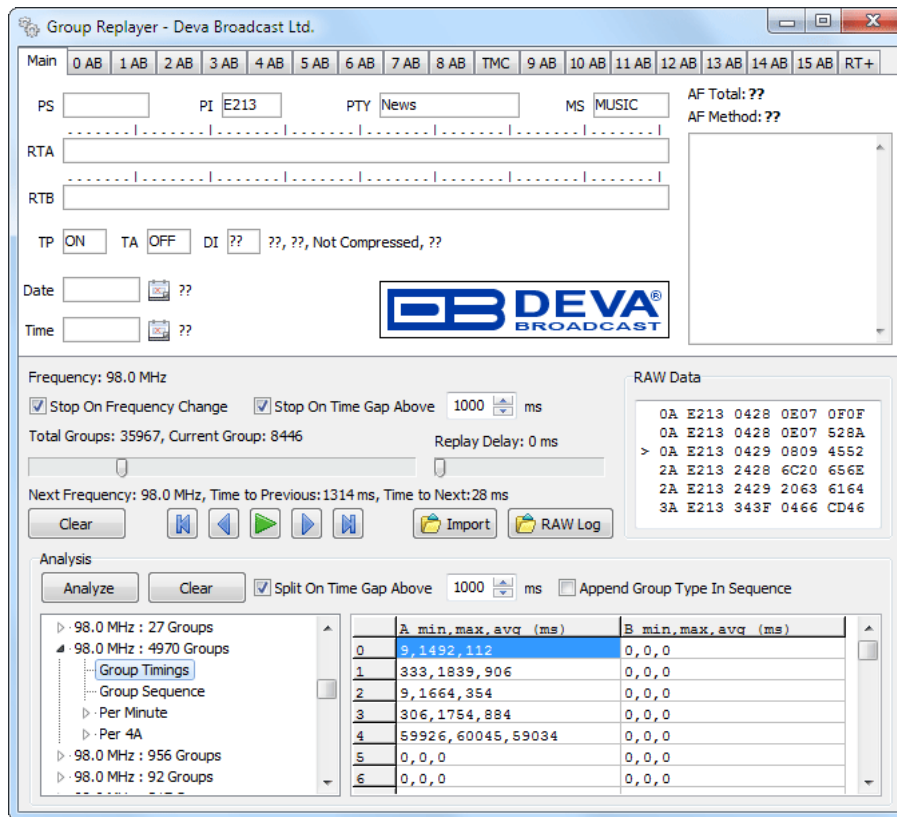 Group Replayer - Deva Broadcast Ltd.
Main 0 AB 1 AB 2 AB 3 AB 4 AB 5 AB 6 AB 7 AB 8 AB TMC 9 AB 10 AB 11 AB 12 AB 13 AB 14 AB 15 AB RT+
PS PI E213 PTY News MS MUSIC
AF Total: ??
AF Method: ??
RTA
RTB
TP ON TA OFF DI ?? ??, ??, Not Compressed, ??
Date ??
Time ??
DEVA®
BROADCAST
Frequency: 98.0 MHz
Stop On Frequency Change Stop On Time Gap Above 1000 ms
Total Groups: 35967, Current Group: 8446
Replay Delay: 0 ms
Next Frequency: 98.0 MHz, Time to Previous:1314 ms, Time to Next:28 ms
Clear Import RAW Log
RAW Data
0A E213 0428 0E07 0F0F
0A E213 0428 0E07 528A
> 0A E213 0429 0809 4552
2A E213 2428 6C20 656E
2A E213 2429 2063 6164
3A E213 343F 0466 CD46
Analysis
Analyze Clear Split On Time Gap Above 1000 ms Append Group Type In Sequence
98.0 MHz : 27 Groups
98.0 MHz : 4970 Groups
Group Timings
Group Sequence
Per Minute
Per 4A
98.0 MHz : 956 Groups
98.0 MHz : 92 Groups
A min,max,avg (ms) B min,max,avg (ms)
0 9,1492,112 0,0,0
1 333,1839,906 0,0,0
2 9,1664,354 0,0,0
3 306,1754,884 0,0,0
4 59926,60045,59034 0,0,0
5 0,0,0 0,0,0
6 0,0,0 0,0,0